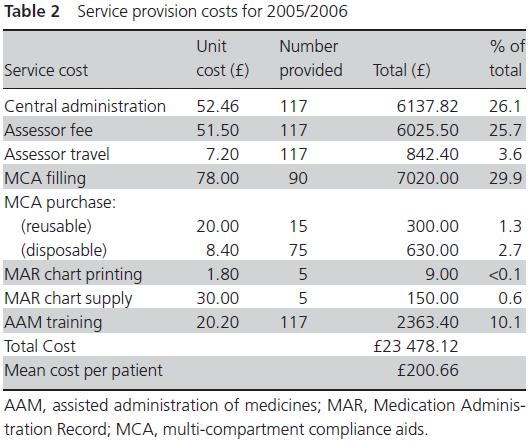 Table 2 Service provision costs for 2005/2006
Unit Number % of
Service cost cost (£) provided Total (£) total
Central administration 52.46 117 6137.82 26.1
Assessor fee 51.50 117 6025.50 25.7
Assessor travel 7.20 117 842.40 3.6
MCA filling 78.00 90 7020.00 29.9
MCA purchase:
(reusable) 20.00 15 300.00 1.3
(disposable) 8.40 75 630.00 2.7
MAR chart printing 1.80 5 9.00 <0.1
MAR chart supply 30.00 5 150.00 0.6
AAM training 20.20 117 2363.40 10.1
Total Cost £23 478.12
Mean cost per patient £200.66
AAM, assisted administration of medicines; MAR, Medication Adminis-
tration Record; MCA, multi-compartment compliance aids.